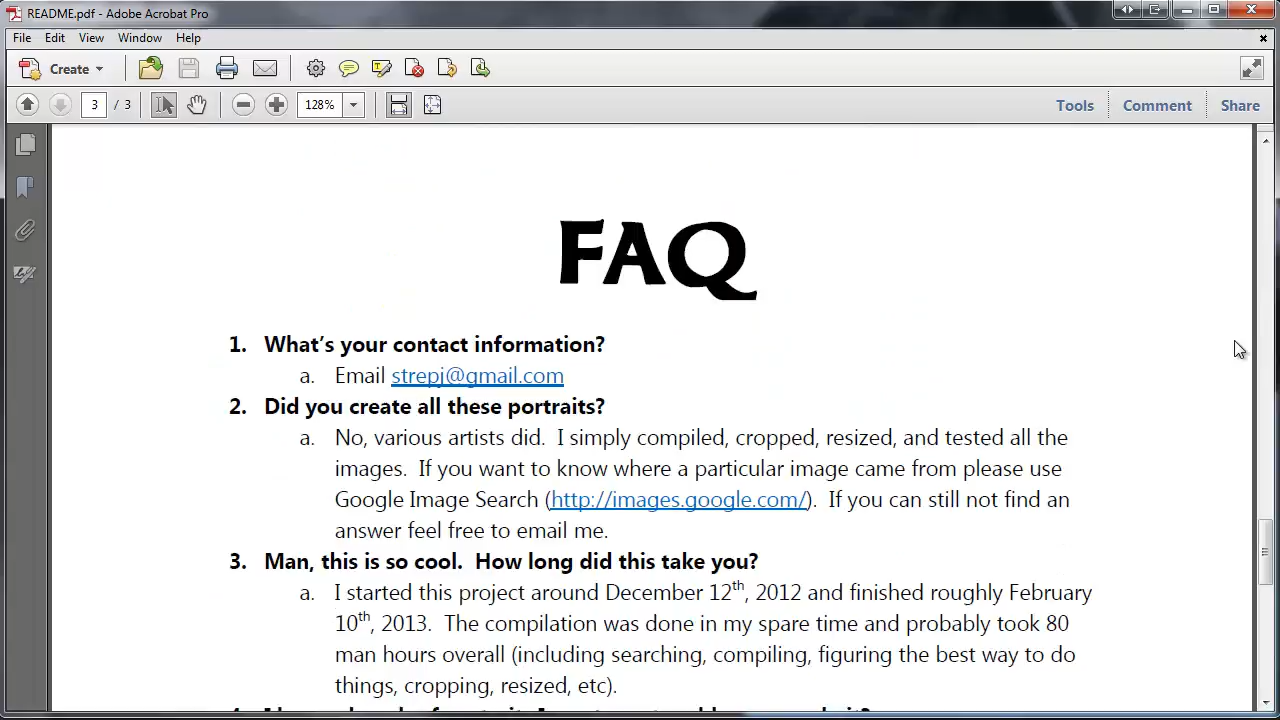 README.pdf - Adobe Acrobat Pro
File Edit View Window Help
Create
3 / 3 128% Tools Comment Share
FAQ
1. What's your contact information?
a. Email strepj@gmail.com
2. Did you create all these portraits?
a. No, various artists did. I simply compiled, cropped, resized, and tested all the
images. If you want to know where a particular image came from please use
Google Image Search (http://images.google.com/). If you can still not find an
answer feel free to email me.
3. Man, this is so cool. How long did this take you?
a. I started this project around December 12th, 2012 and finished roughly February
10th, 2013. The compilation was done in my spare time and probably took 80
man hours overall (including searching, compiling, figuring the best way to do
things, cropping, resized, etc).